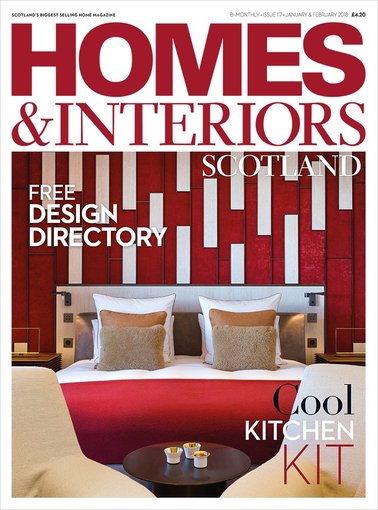 SCOTLAND'S BIGGEST SELLING HOME MAGAZINE
BI-MONTHLY • ISSUE 117 • JANUARY & FEBRUARY 2018 £4.20
HOMES
&INTERIORS
SCOTLAND
FREE
DESIGN
DIRECTORY
Cool
KITCHEN
KIT